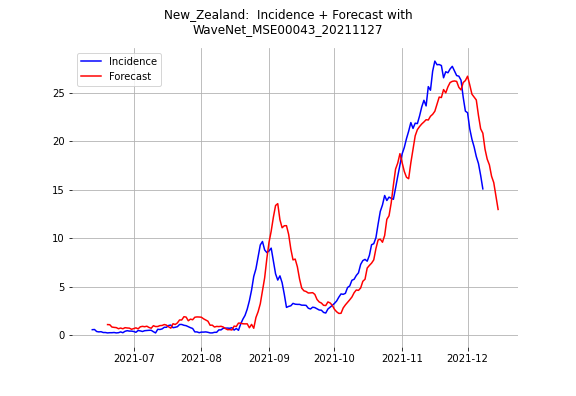 New_Zealand:  Incidence + Forecast with
WaveNet_MSE00043_20211127
Incidence
Forecast
25
20
15
10
5
0
2021-07 2021-08 2021-09 2021-10 2021-11 2021-12